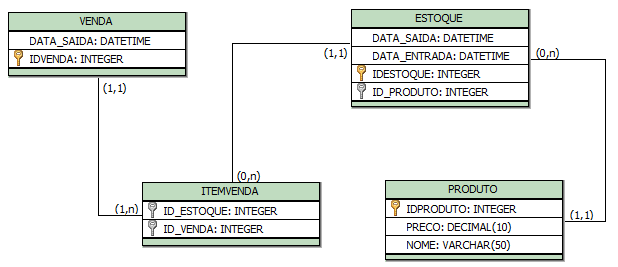 VENDA
DATA_SAIDA: DATETIME
IDVENDA: INTEGER
(1,1)
ESTOQUE
DATA_SAIDA: DATETIME
DATA_ENTRADA: DATETIME
IDESTOQUE: INTEGER
ID_PRODUTO: INTEGER
(1,1)
(0,n)
(0,n)
(1,n)
ITEMVENDA
ID_ESTOQUE: INTEGER
ID_VENDA: INTEGER
PRODUTO
IDPRODUTO: INTEGER
PRECO: DECIMAL(10)
NOME: VARCHAR(50)
(1,1)